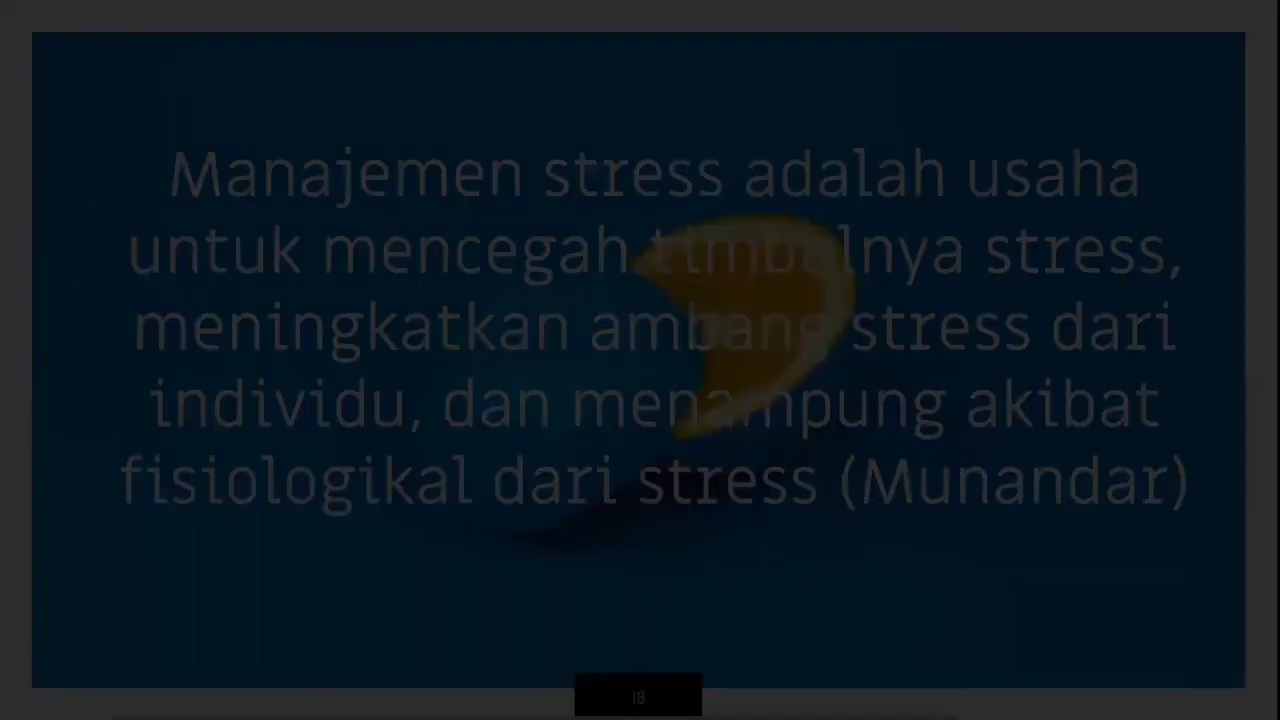 Manajemen stress adalah usaha
untuk mencegah timbulnya stress,
meningkatkan ambang stress dari
individu, dan menampung akibat
fisiologikal dari stress (Munandar)
18